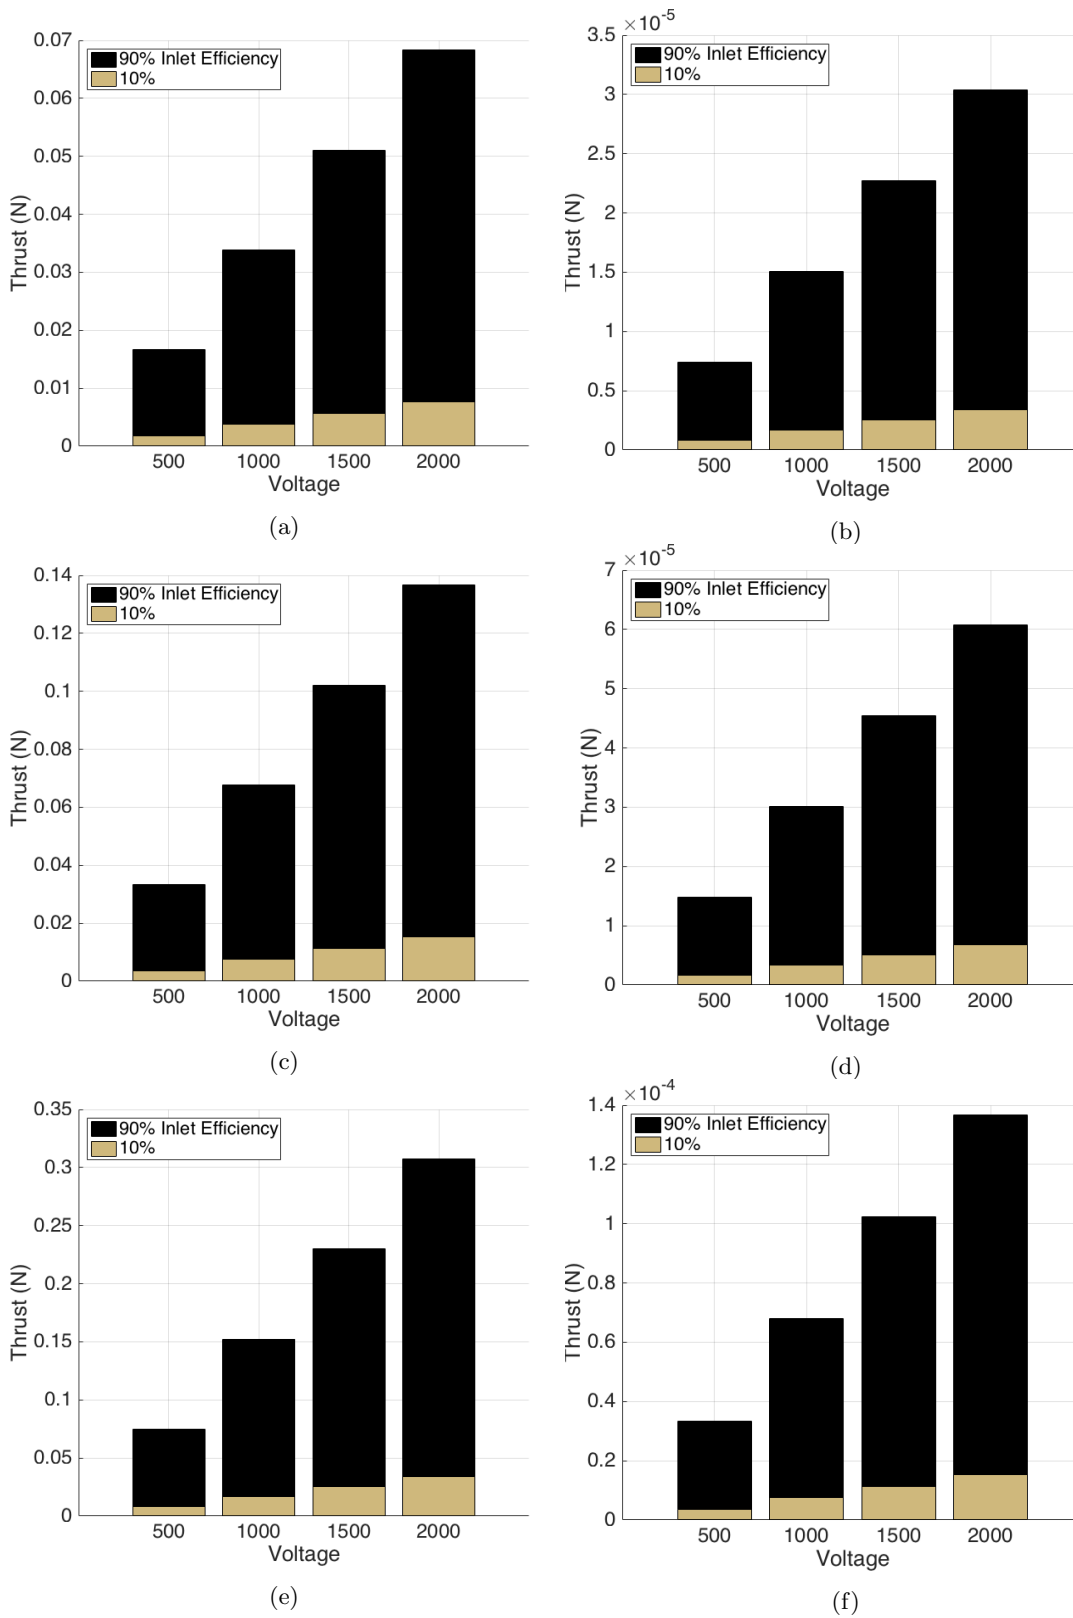 0.07
0.06
0.05
0.04
0.03
0.02
0.01
0
Thrust (N)
90% Inlet Efficiency
10%
500 1000 1500 2000
Voltage
(a)
×10-5
3.5
3
2.5
2
1.5
1
0.5
0
Thrust (N)
90% Inlet Efficiency
10%
500 1000 1500 2000
Voltage
(b)
0.14
0.12
0.1
0.08
0.06
0.04
0.02
0
Thrust (N)
90% Inlet Efficiency
10%
500 1000 1500 2000
Voltage
(c)
×10-5
7
6
5
4
3
2
1
0
Thrust (N)
90% Inlet Efficiency
10%
500 1000 1500 2000
Voltage
(d)
0.35
0.3
0.25
0.2
0.15
0.1
0.05
0
Thrust (N)
90% Inlet Efficiency
10%
500 1000 1500 2000
Voltage
(e)
×10-4
1.4
1.2
1
0.8
0.6
0.4
0.2
0
Thrust (N)
90% Inlet Efficiency
10%
500 1000 1500 2000
Voltage
(f)